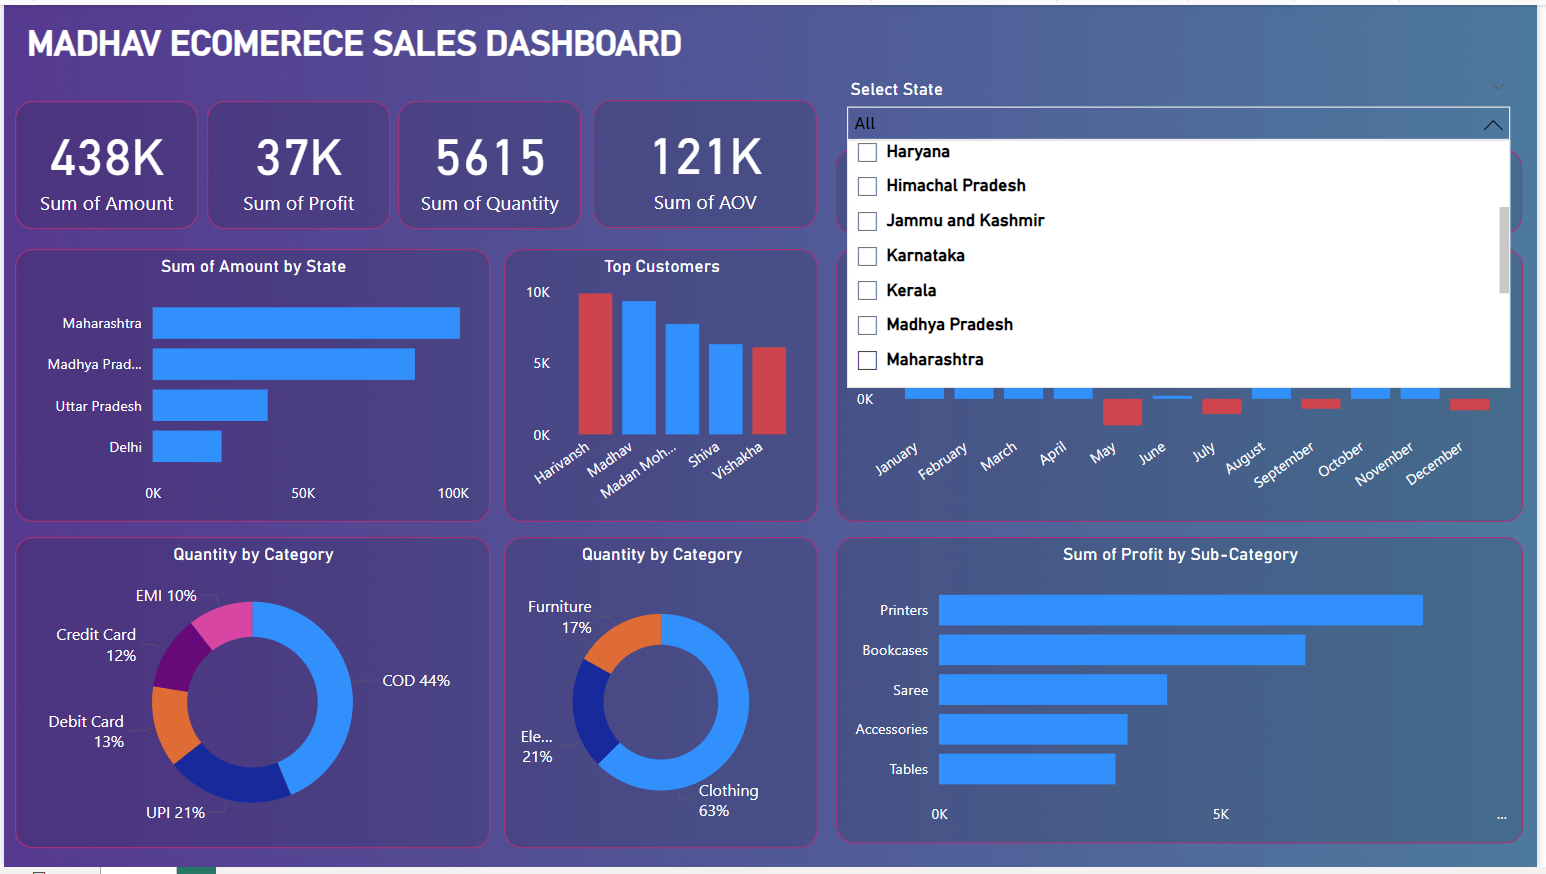 MADHAV ECOMERECE SALES DASHBOARD
438K
Sum of Amount
37K
Sum of Profit
5615
Sum of Quantity
121K
Sum of AOV
Select State
All
Haryana
Himachal Pradesh
Jammu and Kashmir
Karnataka
Kerala
Madhya Pradesh
Maharashtra
Sum of Amount by State
Maharashtra
Madhya Prad...
Uttar Pradesh
Delhi
0K
50K
100K
Top Customers
10K
5K
0K
Harivansh
Madhav
Madan Moh...
Shiva
Vishakha
0K
January
February
March
April
May
June
July
August
September
October
November
December
Quantity by Category
EMI 10%
Credit Card
12%
Debit Card
13%
UPI 21%
COD 44%
Quantity by Category
Furniture
17%
Ele...
21%
Clothing
63%
Sum of Profit by Sub-Category
Printers
Bookcases
Saree
Accessories
Tables
0K
5K
...